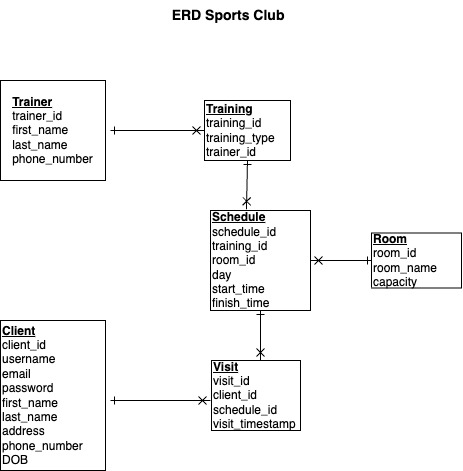 ERD Sports Club
Trainer
trainer_id
first_name
last_name
phone_number
Training
training_id
training_type
trainer_id
Schedule
schedule_id
training_id
room_id
day
start_time
finish_time
Room
room_id
room_name
capacity
Client
client_id
username
email
password
first_name
last_name
address
phone_number
DOB
Visit
visit_id
client_id
schedule_id
visit_timestamp